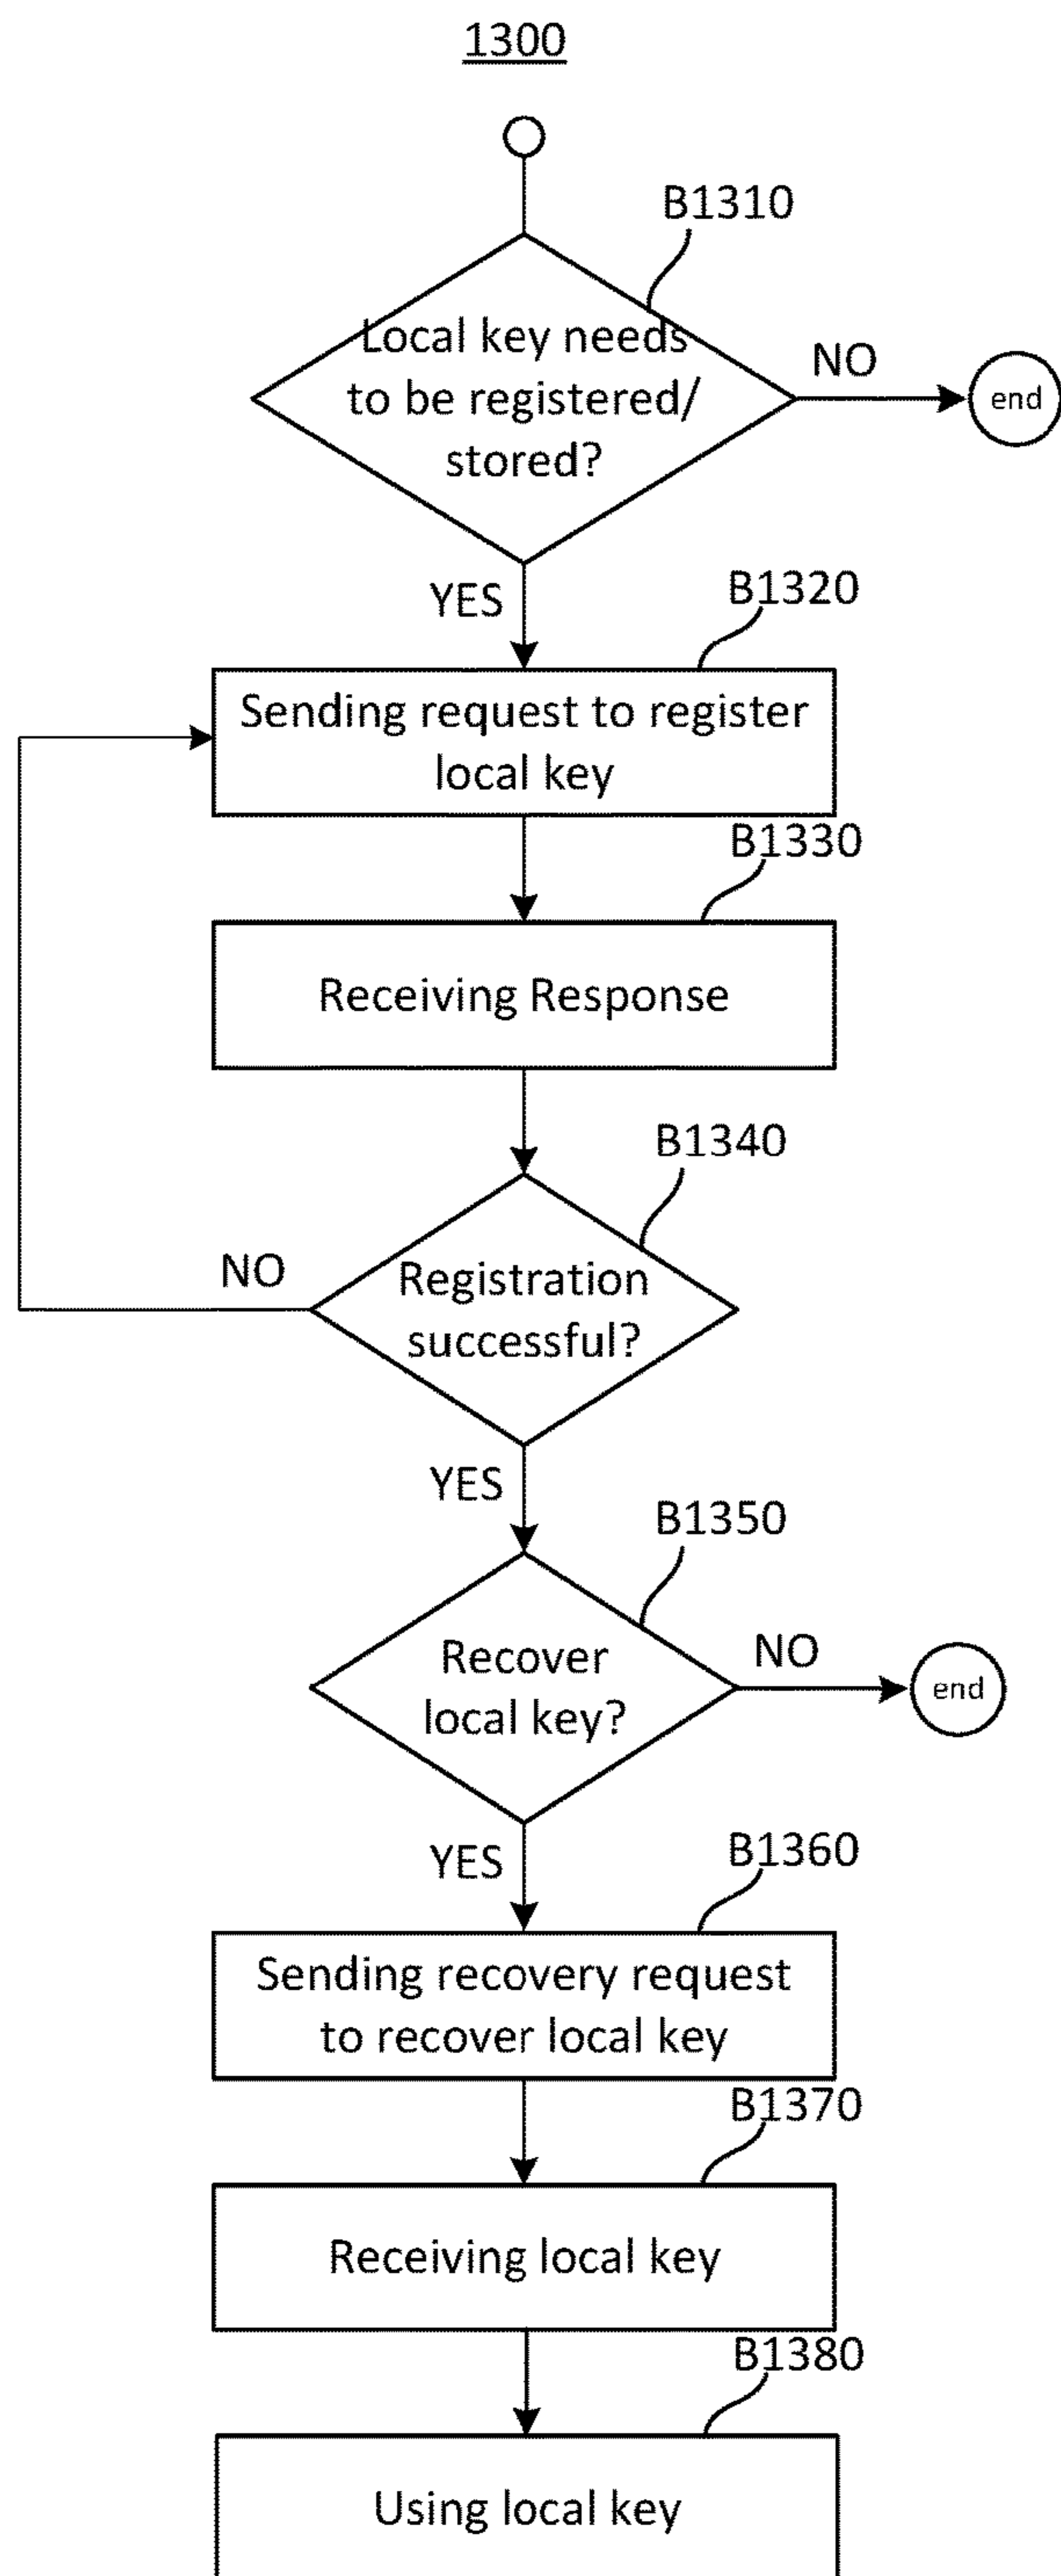 1300
B1310
Local key needs
to be registered/
stored?
NO
end
YES
B1320
Sending request to register
local key
B1330
Receiving Response
B1340
NO
Registration
successful?
YES
B1350
Recover
local key?
NO
end
YES
B1360
Sending recovery request
to recover local key
B1370
Receiving local key
B1380
Using local key